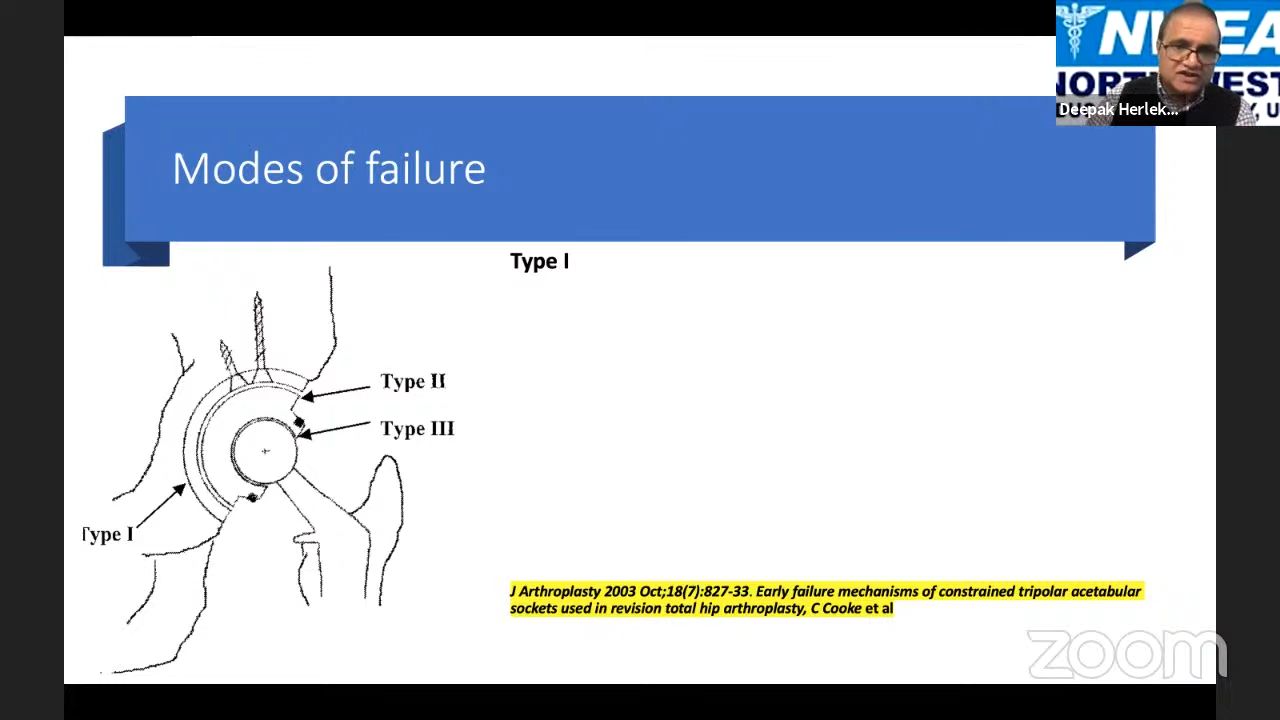 Deepak Herlek...
Modes of failure
Type I
Type II
Type III
Type I
J Arthroplasty 2003 Oct;18(7):827-33. Early failure mechanisms of constrained tripolar acetabular
sockets used in revision total hip arthroplasty, C Cooke et al
zoom